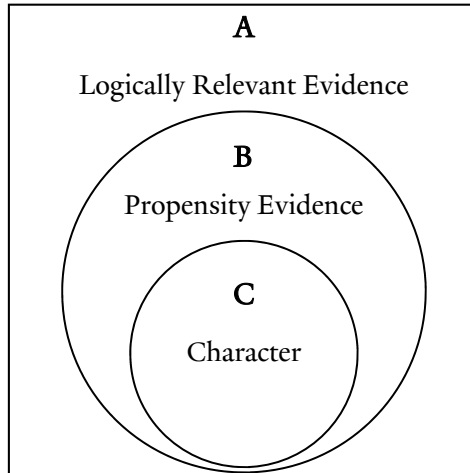 A
Logically Relevant Evidence
B
Propensity Evidence
C
Character